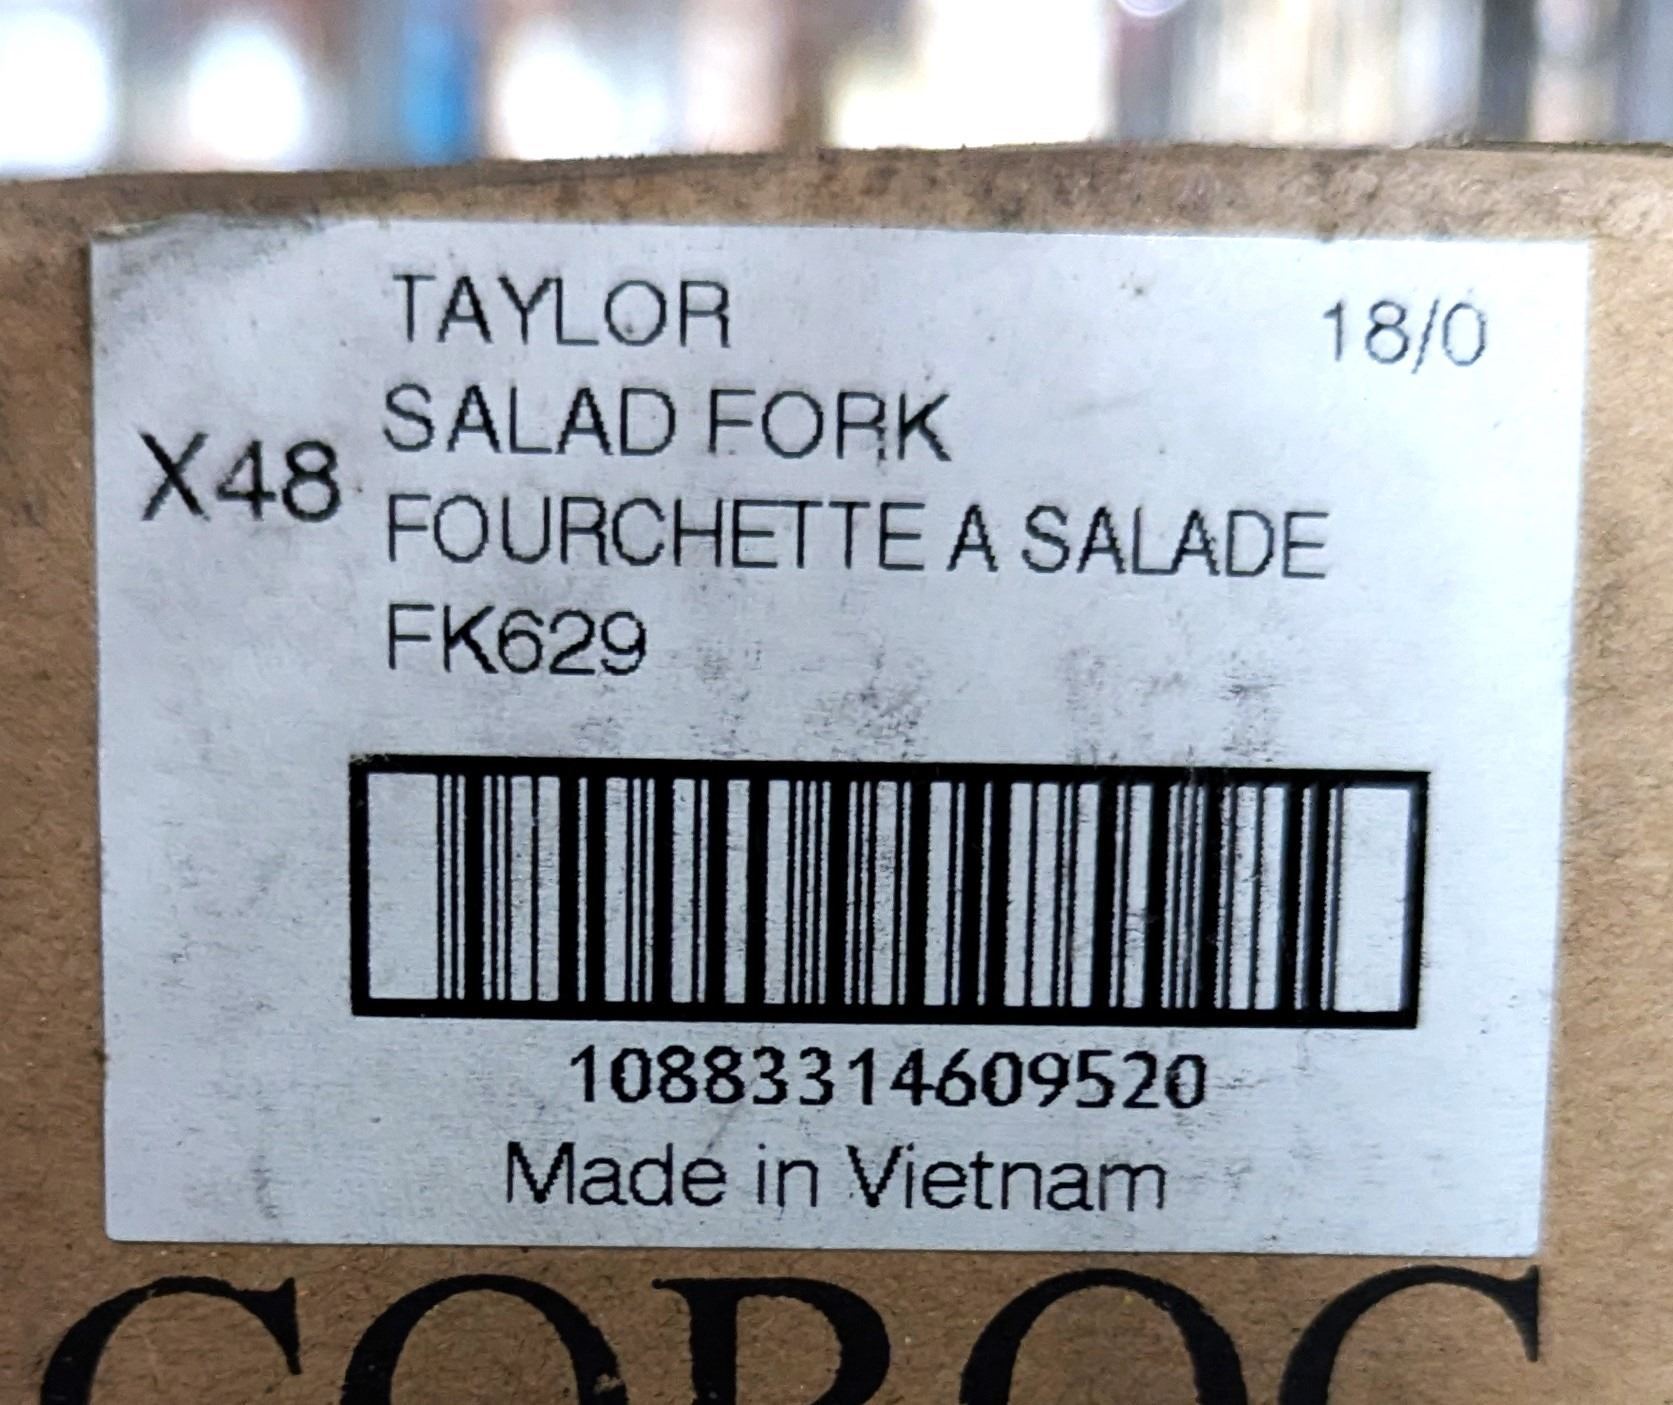 TAYLOR 18/0
SALAD FORK
X48
FOURCHETTE A SALADE
FK629
10883314609520
Made in Vietnam